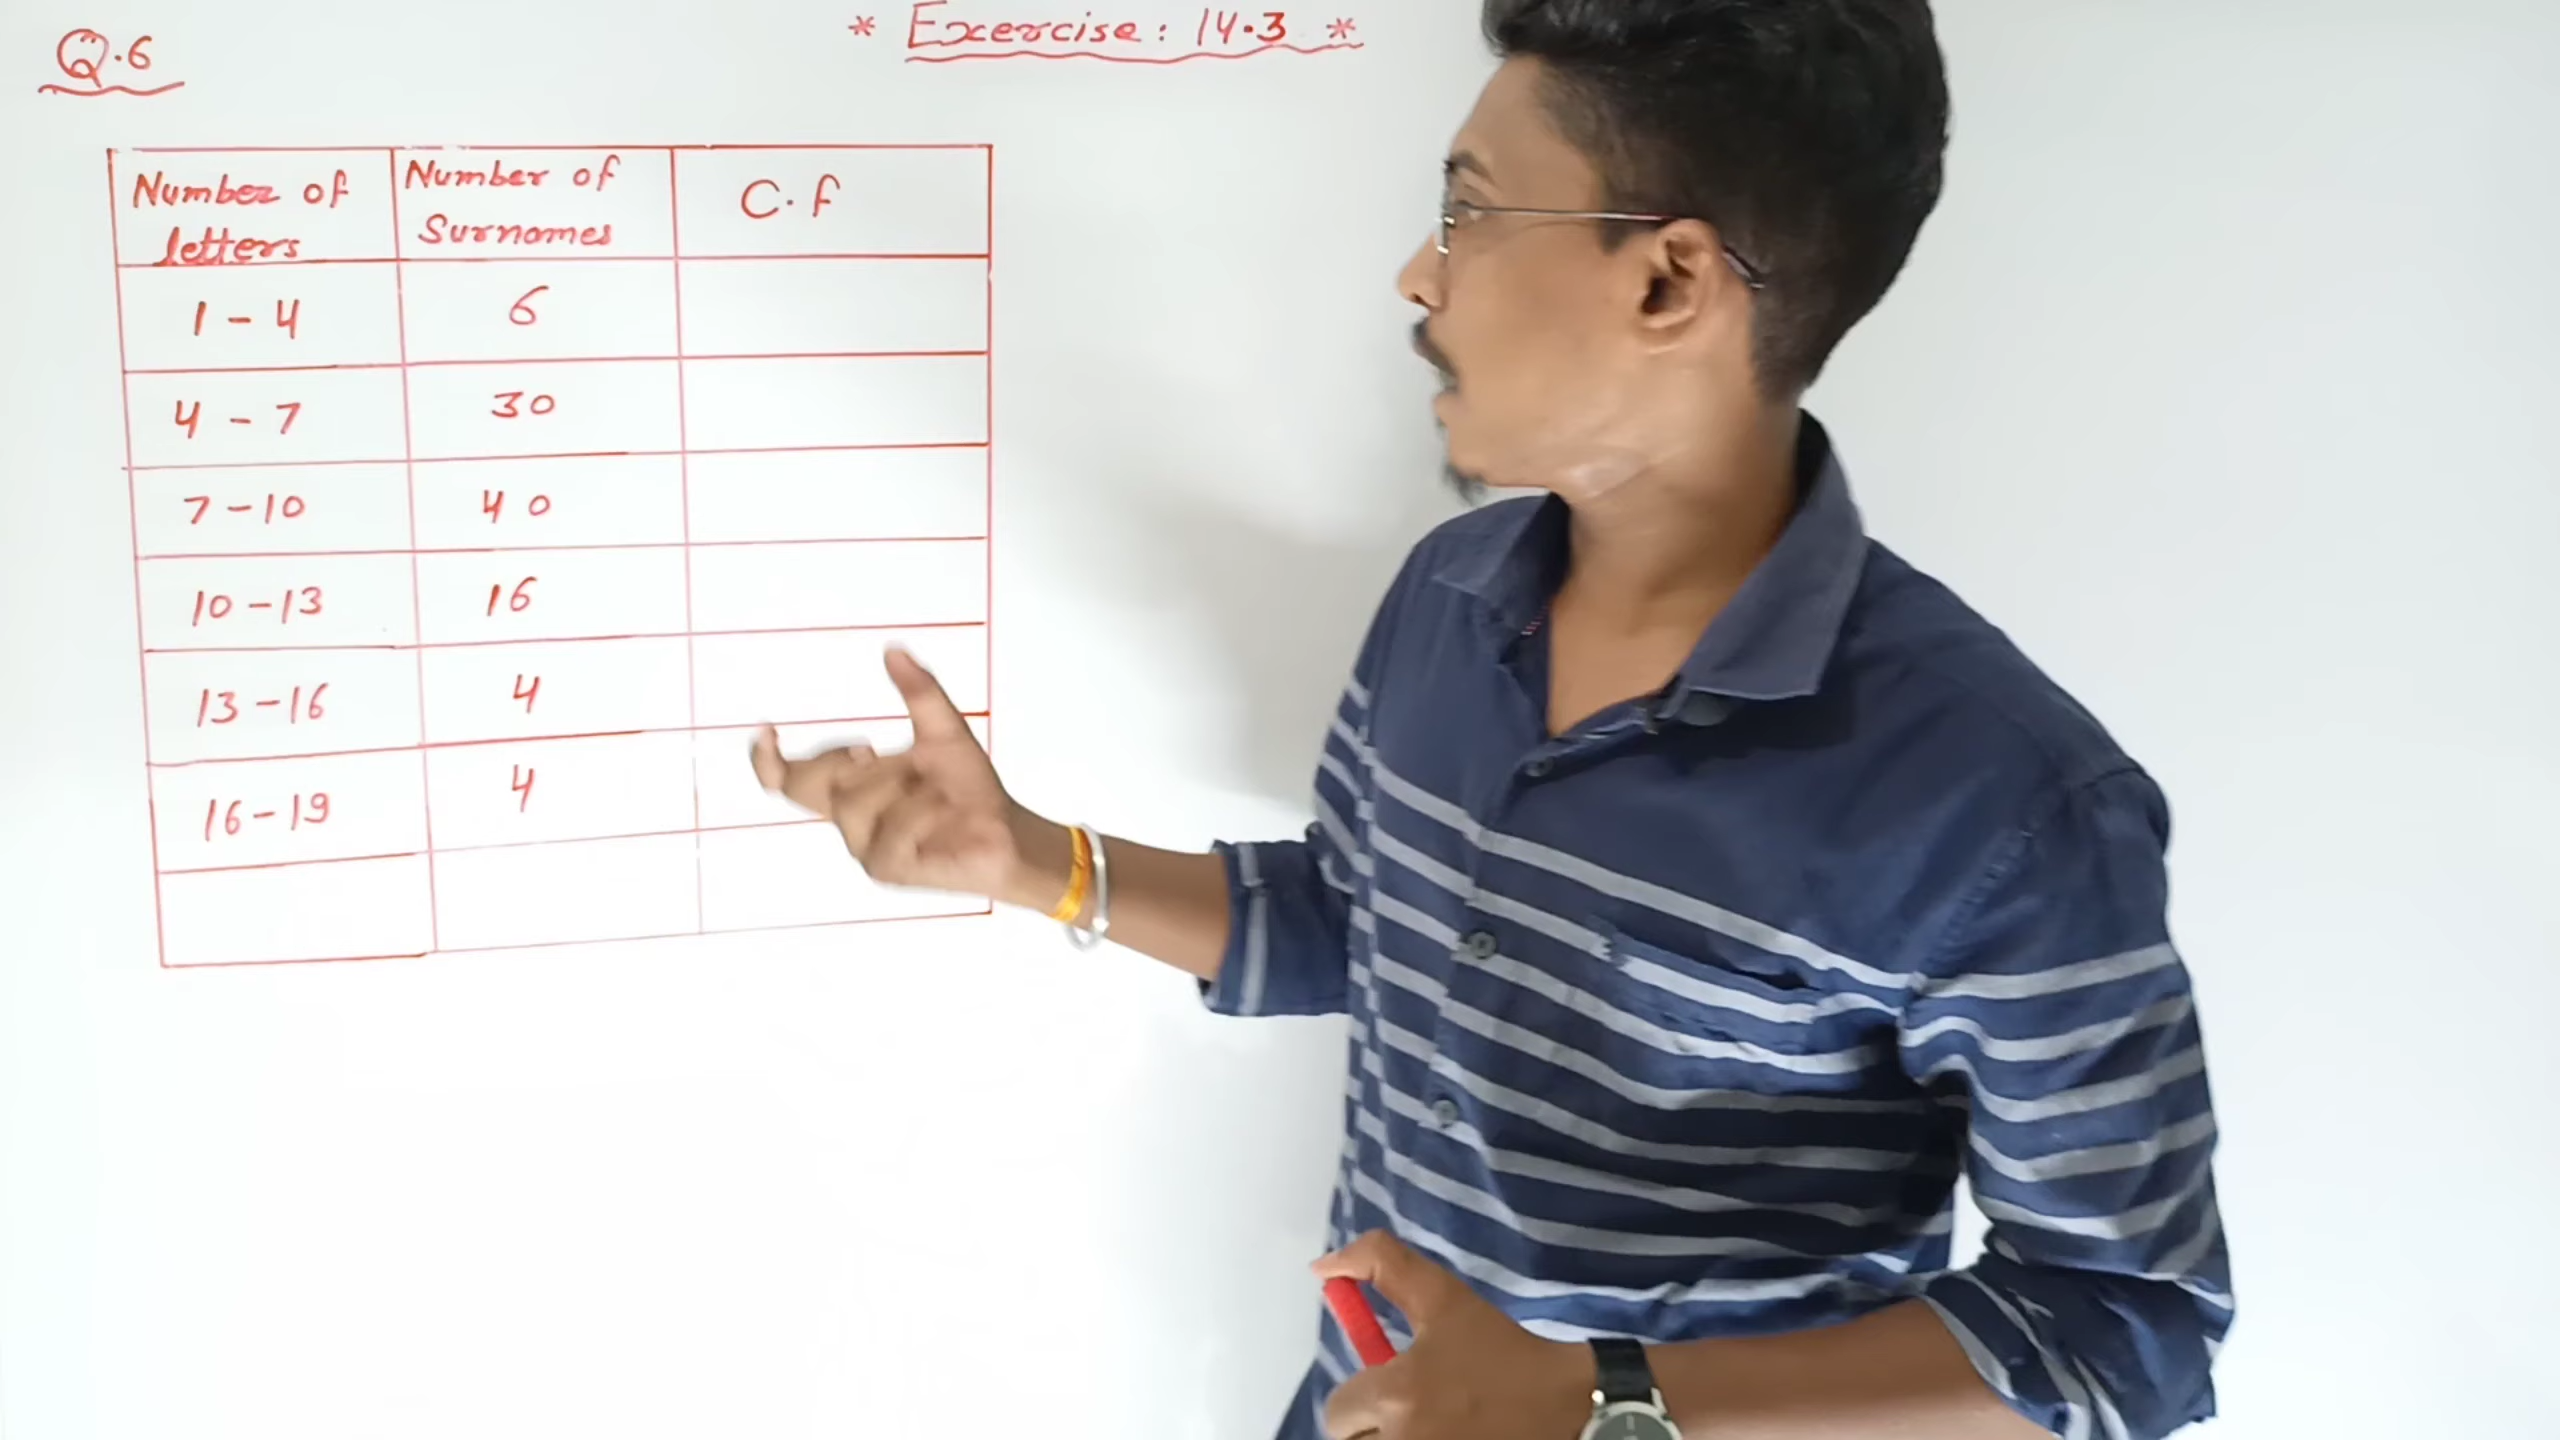 * Exercise: 14.3 *
Q.6
Number of letters Number of Surnames C.f
1-4 6
4-7 30
7-10 40
10-13 16
13-16 4
16-19 4